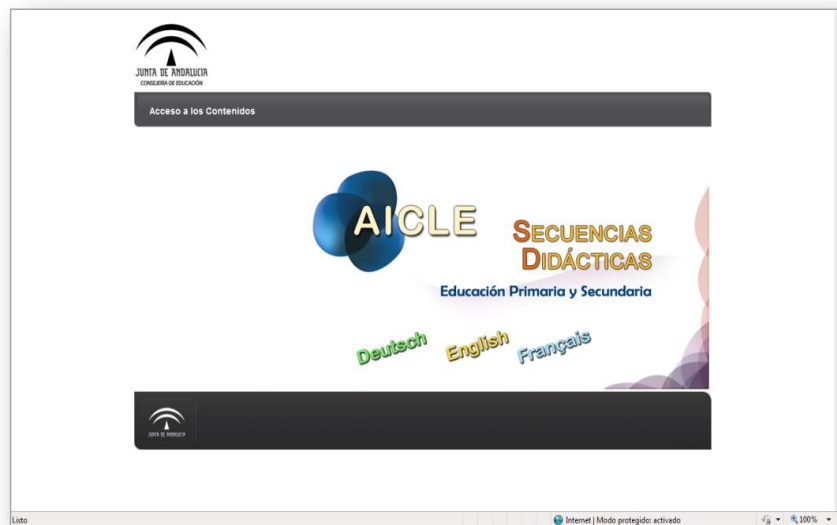 JUNTA DE ANDALUCIA
CONSEJERÍA DE EDUCACIÓN
Acceso a los Contenidos
AICLE
SECUENCIAS
DIDÁCTICAS
Educación Primaria y Secundaria
Deutsch English Français
JUNTA DE ANDALUCIA
Listo
Internet | Modo protegido: activado
100%